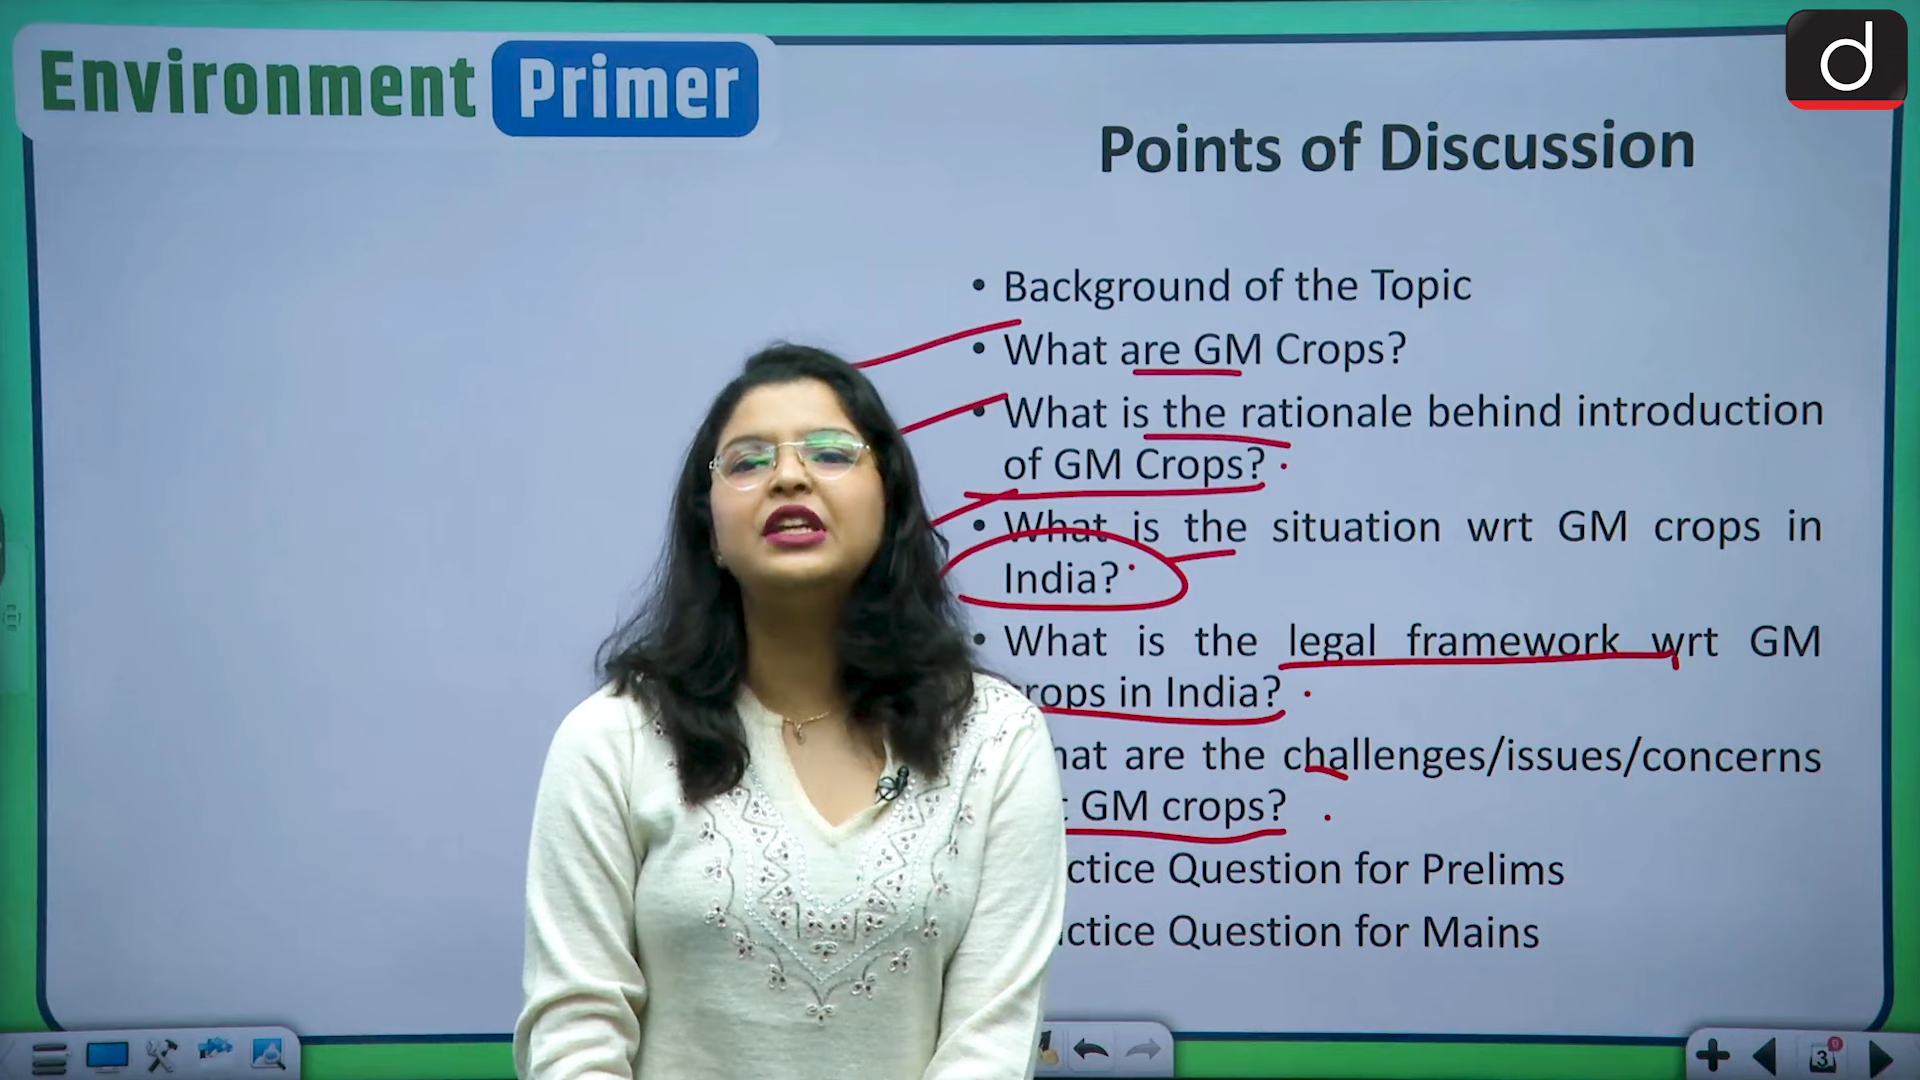 Environment Primer
d
Points of Discussion
• Background of the Topic
• What are GM Crops?
• What is the rationale behind introduction
of GM Crops?
• What is the situation wrt GM crops in
India?
• What is the legal framework wrt GM
rops in India?
hat are the challenges/issues/concerns
GM crops?
ctice Question for Prelims
ctice Question for Mains
3
0